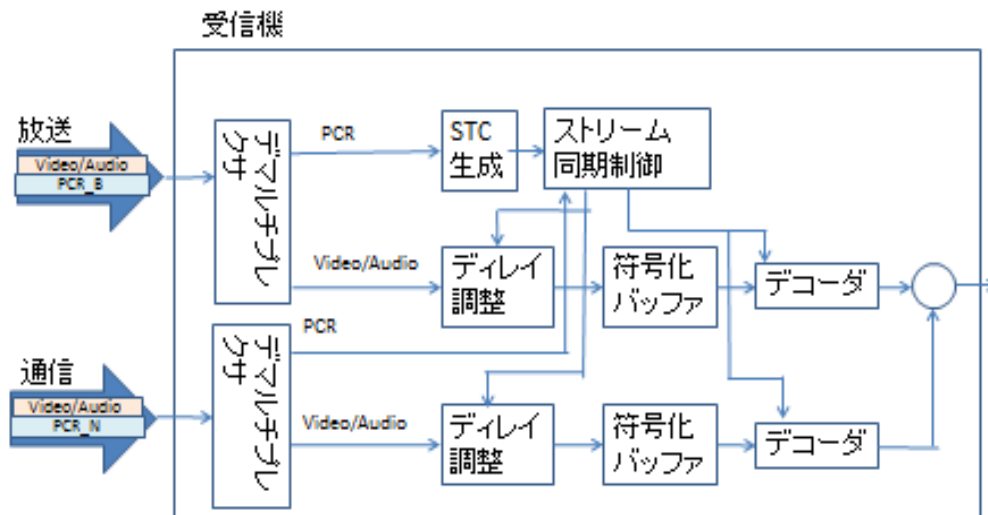 受信機
放送
Video/Audio
PCR_B
デマルチプレ
クサ
PCR
STC
生成
ストリーム
同期制御
Video/Audio
ディレイ
調整
符号化
バッファ
デコーダ
通信
Video/Audio
PCR_N
デマルチプレ
クサ
PCR
Video/Audio
ディレイ
調整
符号化
バッファ
デコーダ